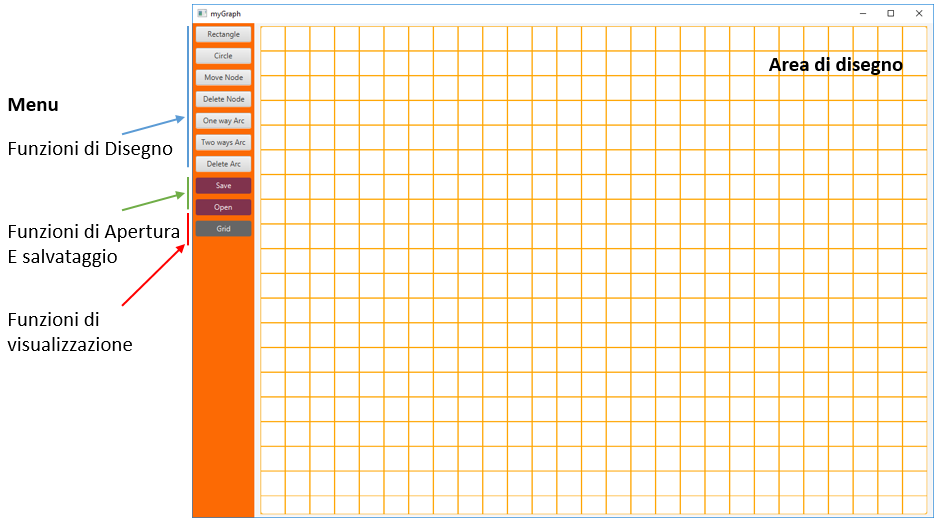 myGraph
Rectangle
Circle
Move Node
Delete Node
One way Arc
Two ways Arc
Delete Arc
Save
Open
Grid
Area di disegno
Menu
Funzioni di Disegno
Funzioni di Apertura
E salvataggio
Funzioni di
visualizzazione